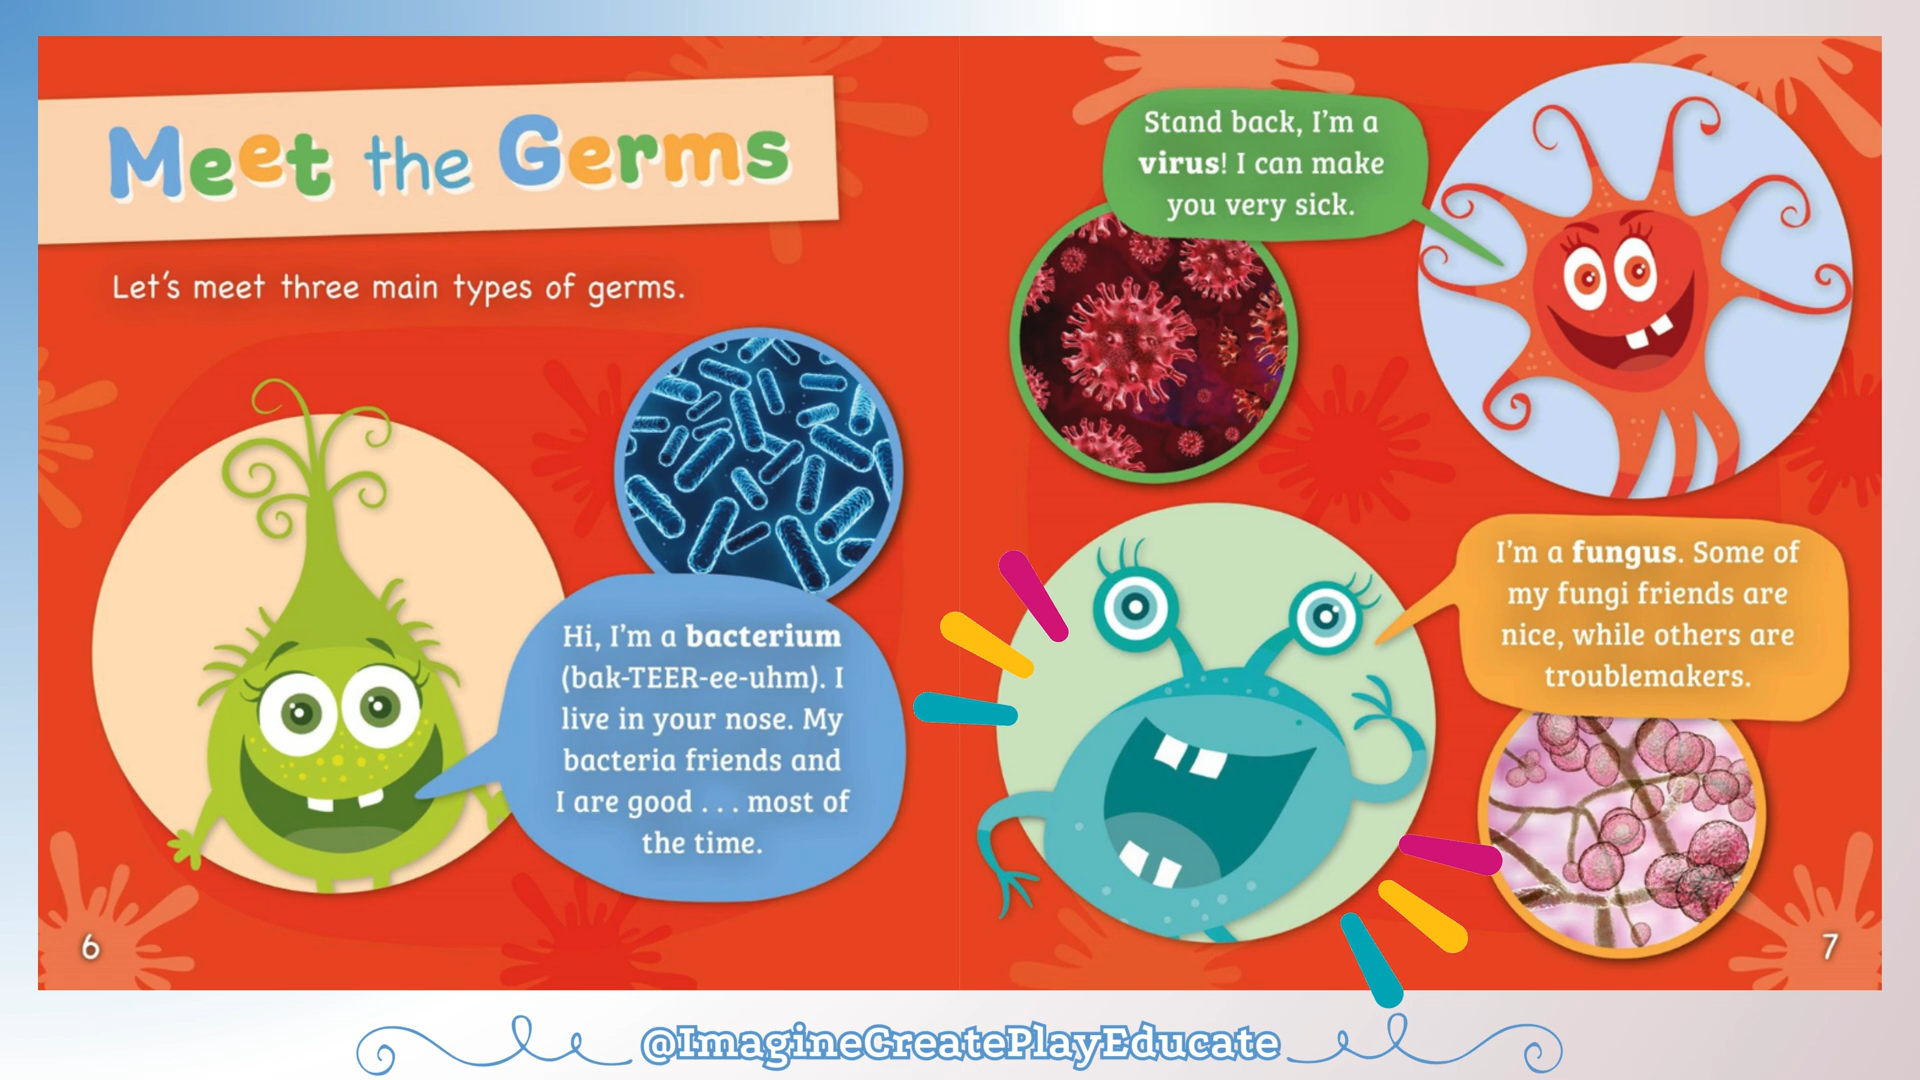 Meet the Germs
Let's meet three main types of germs.
Hi, I'm a bacterium
(bak-TEER-ee-uhm). I
live in your nose. My
bacteria friends and
I are good . . . most of
the time.
6
Stand back, I'm a
virus! I can make
you very sick.
I'm a fungus. Some of
my fungi friends are
nice, while others are
troublemakers.
7
@ImagineCreatePlayEducate